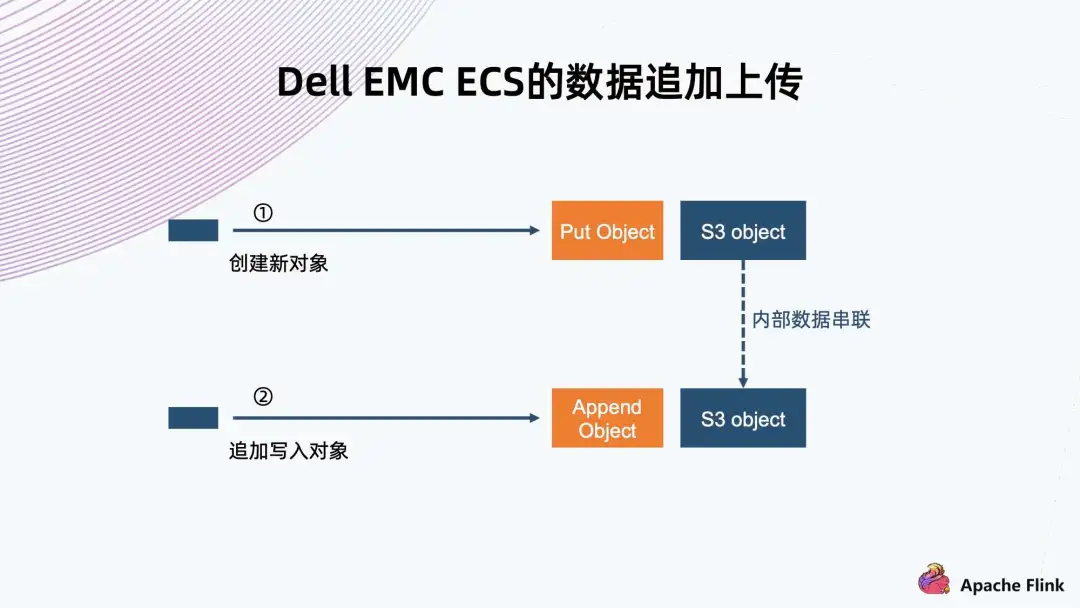 Dell EMC ECS的数据追加上传
①
创建新对象
Put Object
S3 object
内部数据串联
②
追加写入对象
Append
Object
S3 object
Apache Flink